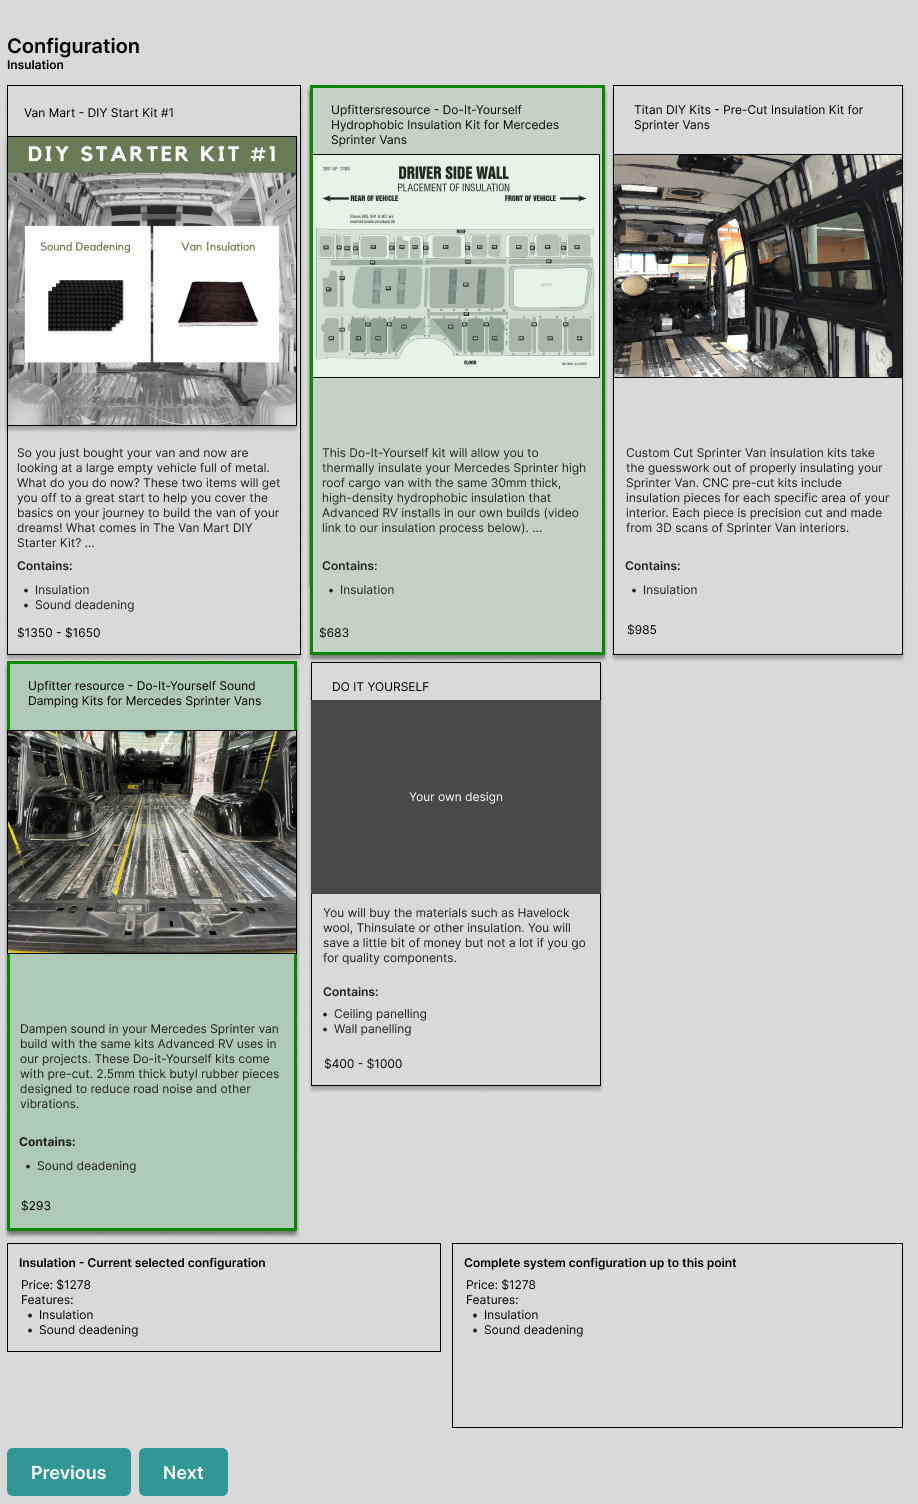 Configuration
Insulation
Van Mart - DIY Start Kit #1
DIY STARTER KIT #1
Sound Deadening
Van Insulation
So you just bought your van and now are
looking at a large empty vehicle full of metal.
What do you do now? These two items will get
you off to a great start to help you cover the
basics on your journey to build the van of your
dreams! What comes in The Van Mart DIY
Starter Kit? ...
Contains:
• Insulation
• Sound deadening
$1350 - $1650
Upfittersresource - Do-It-Yourself
Hydrophobic Insulation Kit for Mercedes
Sprinter Vans
DRIVER SIDE WALL
PLACEMENT OF INSULATION
REAR OF VEHICLE
FRONT OF VEHICLE
ROOF
FLOOR
This Do-It-Yourself kit will allow you to
thermally insulate your Mercedes Sprinter high
roof cargo van with the same 30mm thick,
high-density hydrophobic insulation that
Advanced RV installs in our own builds (video
link to our insulation process below). ...
Contains:
• Insulation
$683
Titan DIY Kits - Pre-Cut Insulation Kit for
Sprinter Vans
Custom Cut Sprinter Van insulation kits take
the guesswork out of properly insulating your
Sprinter Van. CNC pre-cut kits include
insulation pieces for each specific area of your
interior. Each piece is precision cut and made
from 3D scans of Sprinter Van interiors.
Contains:
• Insulation
$985
Upfitter resource - Do-It-Yourself Sound
Damping Kits for Mercedes Sprinter Vans
Dampen sound in your Mercedes Sprinter van
build with the same kits Advanced RV uses in
our projects. These Do-it-Yourself kits come
with pre-cut. 2.5mm thick butyl rubber pieces
designed to reduce road noise and other
vibrations.
Contains:
• Sound deadening
$293
DO IT YOURSELF
Your own design
You will buy the materials such as Havelock
wool, Thinsulate or other insulation. You will
save a little bit of money but not a lot if you go
for quality components.
Contains:
• Ceiling panelling
• Wall panelling
$400 - $1000
Insulation - Current selected configuration
Price: $1278
Features:
• Insulation
• Sound deadening
Complete system configuration up to this point
Price: $1278
Features:
• Insulation
• Sound deadening
Previous
Next